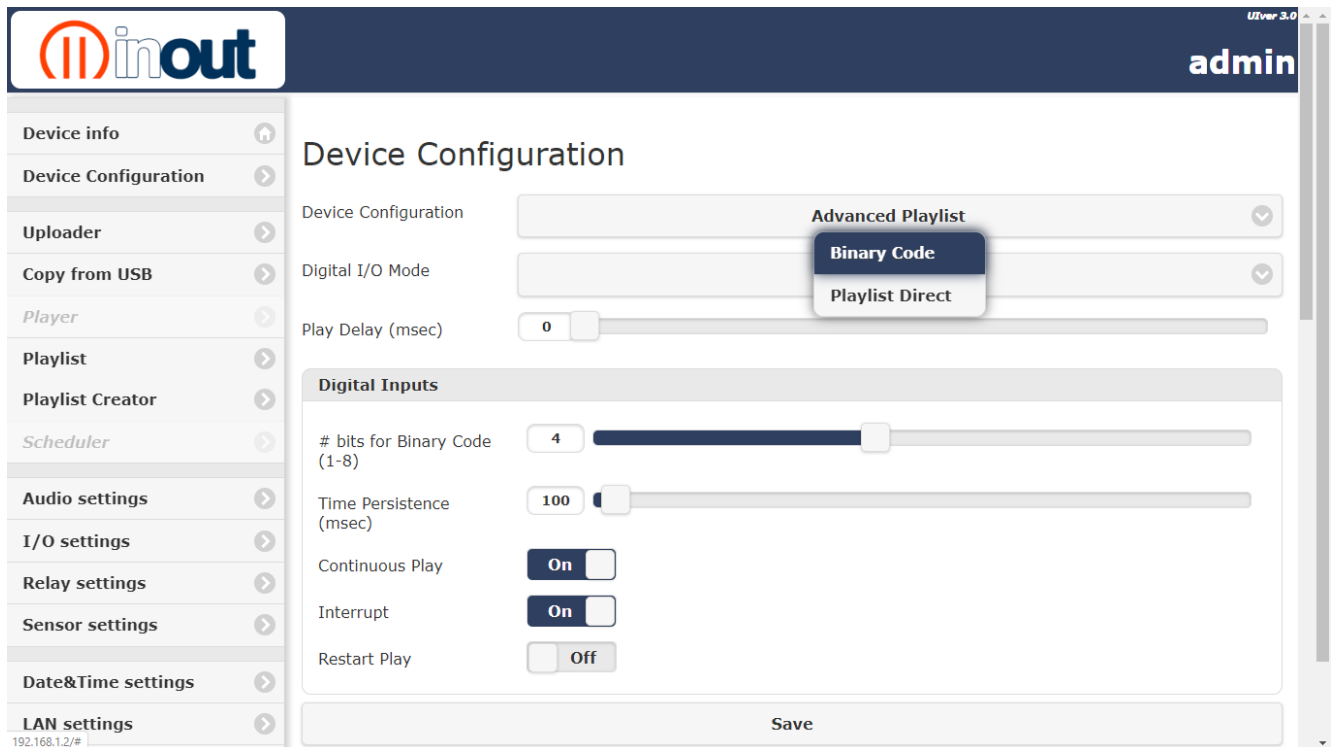 UIver 3.0
inout
admin
Device info
Device Configuration
Uploader
Copy from USB
Player
Playlist
Playlist Creator
Scheduler
Audio settings
I/O settings
Relay settings
Sensor settings
Date&Time settings
LAN settings
192.168.1.2/#
Device Configuration
Device Configuration
Advanced Playlist
Digital I/O Mode
Binary Code
Playlist Direct
Play Delay (msec)
0
Digital Inputs
# bits for Binary Code
(1-8)
4
Time Persistence
(msec)
100
Continuous Play
On
Interrupt
On
Restart Play
Off
Save